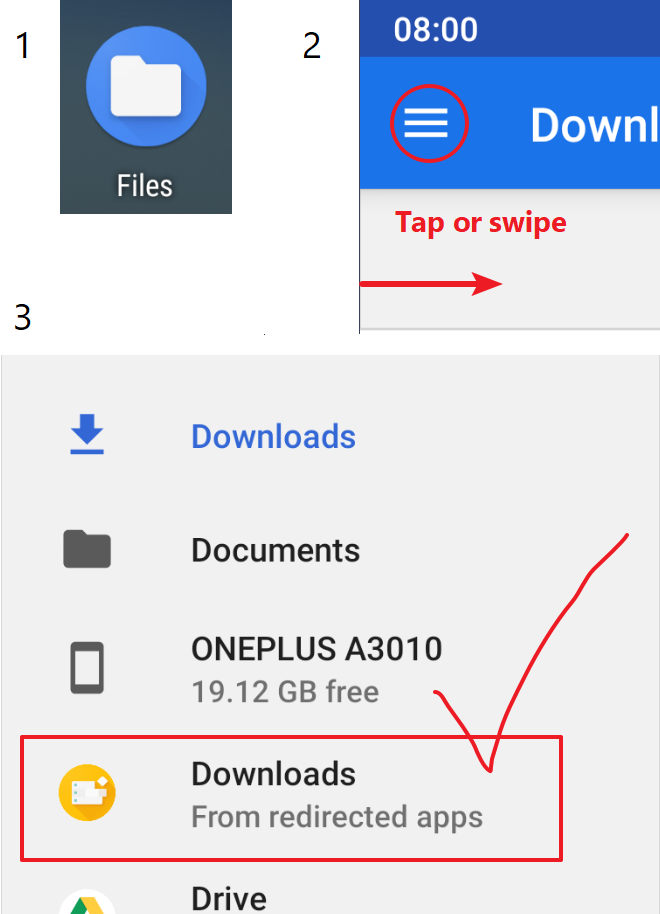 1
Files
2
08:00
Downl
Tap or swipe
3
Downloads
Documents
ONEPLUS A3010
19.12 GB free
Downloads
From redirected apps
Drive